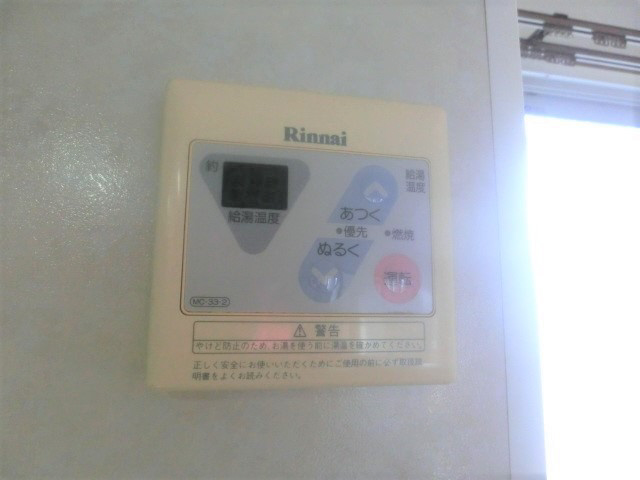 Rinnai
約
給湯温度
給湯
温度
あつく
●優先 ●燃焼
ぬるく
運転
MC-33-2
⚠ 警告
やけど防止のため、お湯を使う前に湯温を確かめてください。
正しく安全にお使いいただくためにご使用の前に必ず取扱説
明書をよくお読みください。